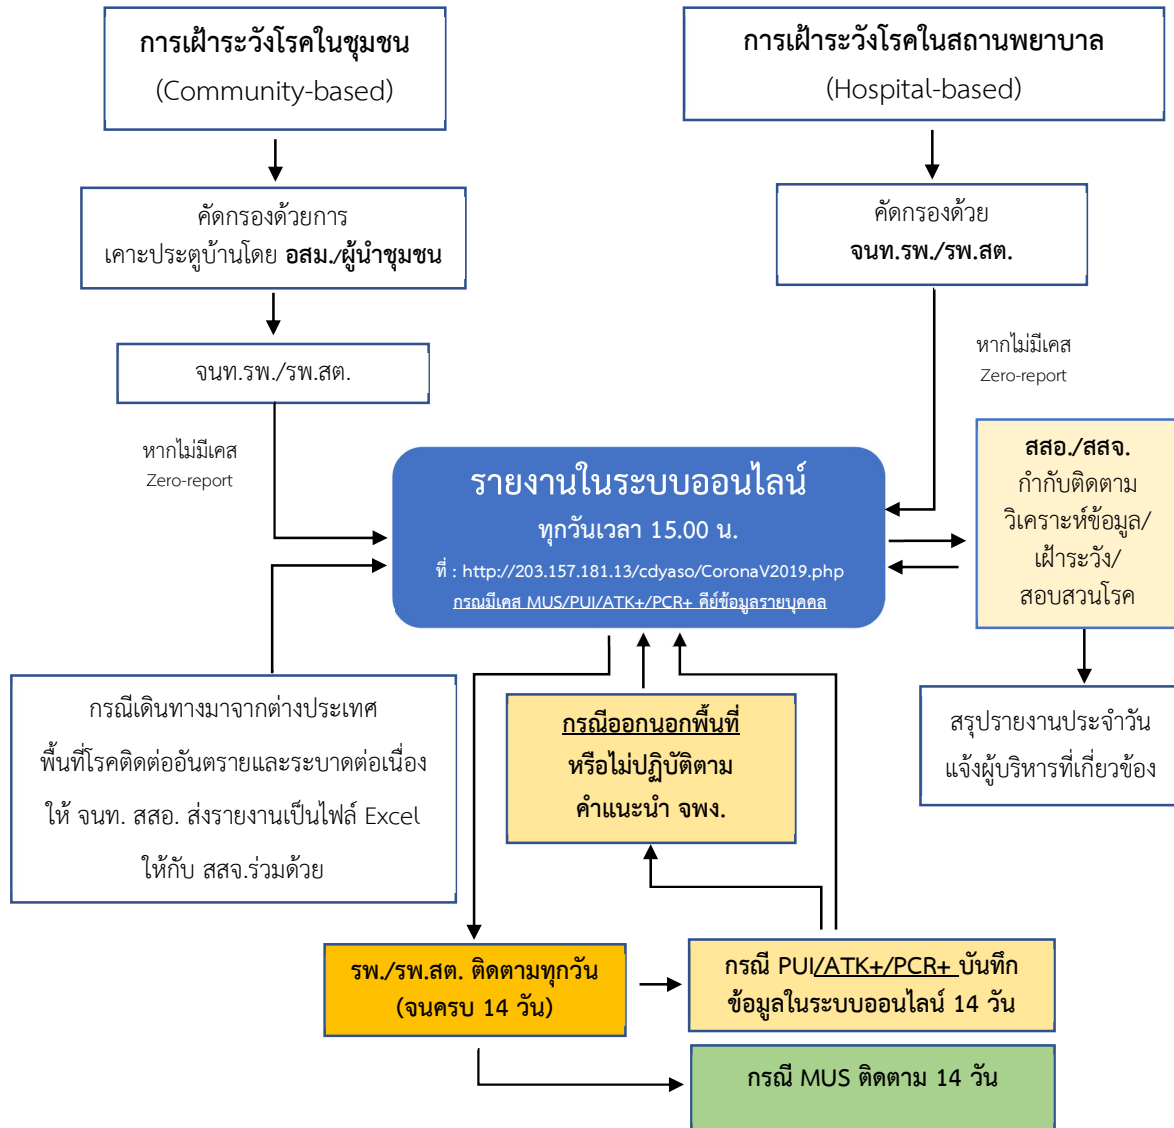 การเฝ้าระวังโรคในชุมชน
(Community-based)
การเฝ้าระวังโรคในสถานพยาบาล
(Hospital-based)
คัดกรองด้วยการ
เคาะประตูบ้านโดย อสม./ผู้นำชุมชน
คัดกรองด้วย
จนท.รพ./รพ.สต.
จนท.รพ./รพ.สต.
หากไม่มีเคส
Zero-report
หากไม่มีเคส
Zero-report
รายงานในระบบออนไลน์
ทุกวันเวลา 15.00 น.
ที่ : http://203.157.181.13/cdyaso/CoronaV2019.php
กรณมีเคส MUS/PUI/ATK+/PCR+ คีย์ข้อมูลรายบุคคล
สสอ./สสจ.
กำกับติดตาม
วิเคราะห์ข้อมูล/
เฝ้าระวัง/
สอบสวนโรค
กรณีเดินทางมาจากต่างประเทศ
พื้นที่โรคติดต่ออันตรายและระบาดต่อเนื่อง
ให้ จนท. สสอ. ส่งรายงานเป็นไฟล์ Excel
ให้กับ สสจ.ร่วมด้วย
กรณีออกนอกพื้นที่
หรือไม่ปฏิบัติตาม
คำแนะนำ จพง.
สรุปรายงานประจำวัน
แจ้งผู้บริหารที่เกี่ยวข้อง
รพ./รพ.สต. ติดตามทุกวัน
(จนครบ 14 วัน)
กรณี PUI/ATK+/PCR+ บันทึก
ข้อมูลในระบบออนไลน์ 14 วัน
กรณี MUS ติดตาม 14 วัน